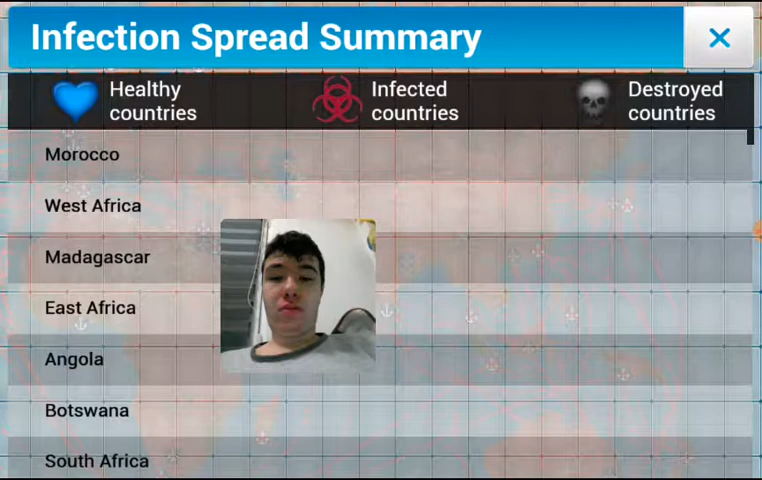 Infection Spread Summary
Healthy countries
Infected countries
Destroyed countries
Morocco
West Africa
Madagascar
East Africa
Angola
Botswana
South Africa